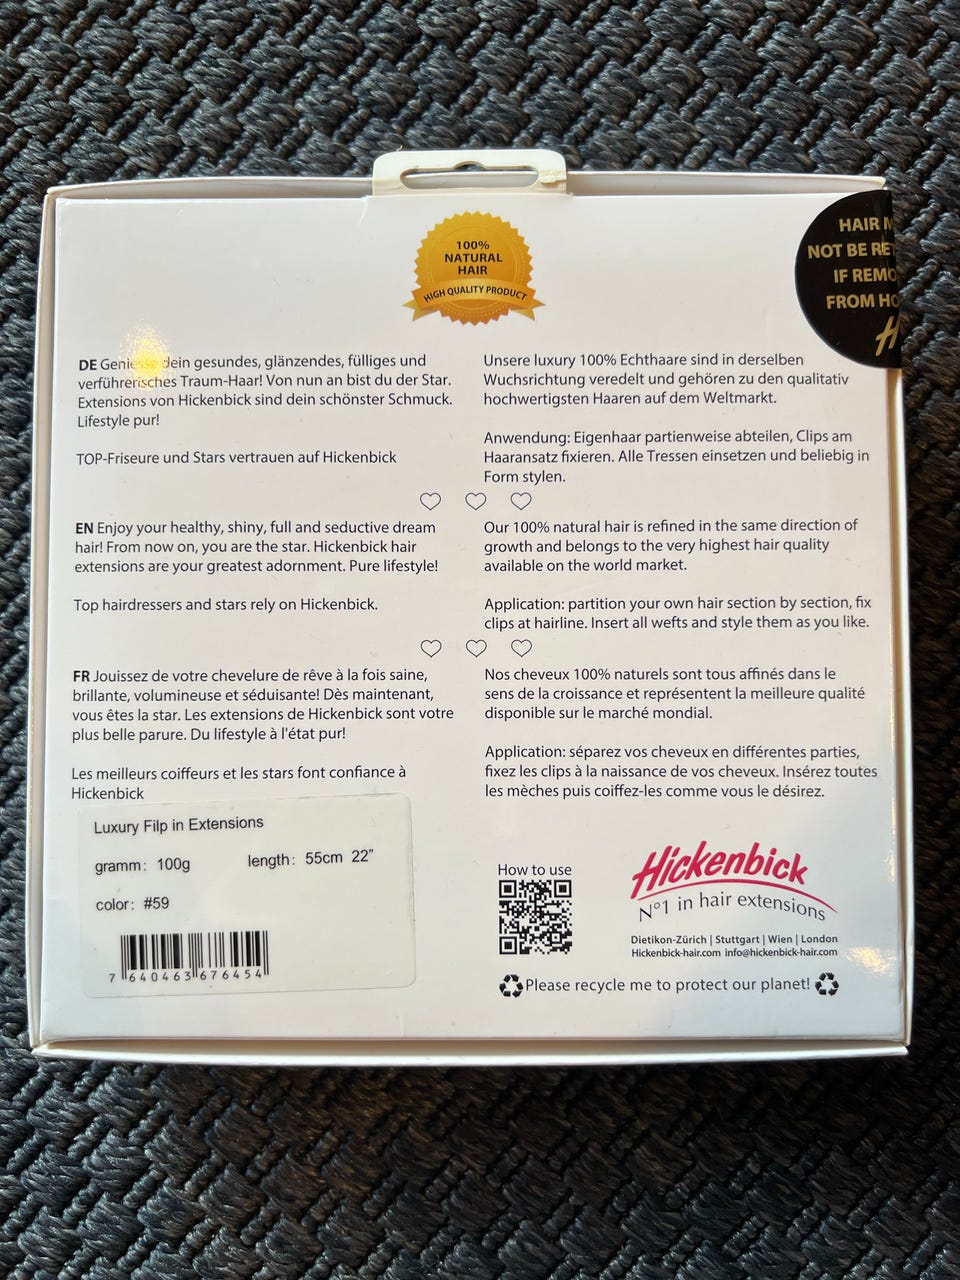 100%
NATURAL
HAIR
HIGH QUALITY PRODUCT
HAIR
NOT BE
IF
FROM
DE Geniesse dein gesundes, glänzendes, fülliges und
verführerisches Traum-Haar! Von nun an bist du der Star.
Extensions von Hickenbick sind dein schönster Schmuck.
Lifestyle pur!
TOP-Friseure und Stars vertrauen auf Hickenbick
Unsere luxury 100% Echthaare sind in derselben
Wuchsrichtung veredelt und gehören zu den qualitativ
hochwertigsten Haaren auf dem Weltmarkt.
Anwendung: Eigenhaar partienweise abteilen, Clips am
Haaransatz fixieren. Alle Tressen einsetzen und beliebig in
Form stylen.
EN Enjoy your healthy, shiny, full and seductive dream
hair! From now on, you are the star. Hickenbick hair
extensions are your greatest adornment. Pure lifestyle!
Top hairdressers and stars rely on Hickenbick.
Our 100% natural hair is refined in the same direction of
growth and belongs to the very highest hair quality
available on the world market.
Application: partition your own hair section by section, fix
clips at hairline. Insert all wefts and style them as you like.
FR Jouissez de votre chevelure de rêve à la fois saine,
brillante, volumineuse et séduisante! Dès maintenant,
vous êtes la star. Les extensions de Hickenbick sont votre
plus belle parure. Du lifestyle à l'état pur!
Les meilleurs coiffeurs et les stars font confiance à
Hickenbick
Nos cheveux 100% naturels sont tous affinés dans le
sens de la croissance et représentent la meilleure qualité
disponible sur le marché mondial.
Application: séparez vos cheveux en différentes parties,
fixez les clips à la naissance de vos cheveux. Insérez toutes
les mèches puis coiffez-les comme vous le désirez.
Luxury Filp in Extensions
gramm: 100g length: 55cm 22”
color: #59
7 640463 676454
How to use
Hickenbick
N°1 in hair extensions
Dietikon-Zürich | Stuttgart | Wien | London
Hickenbick-hair.com info@hickenbick-hair.com
Please recycle me to protect our planet!